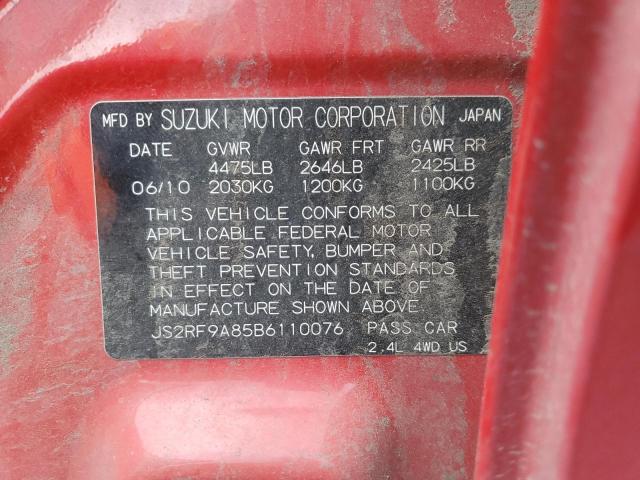 MFD BY SUZUKI MOTOR CORPORATION JAPAN
DATE GVWR GAWR FRT GAWR RR
4475LB 2646LB 2425LB
06/10 2030KG 1200KG 1100KG
THIS VEHICLE CONFORMS TO ALL
APPLICABLE FEDERAL MOTOR
VEHICLE SAFETY, BUMPER AND
THEFT PREVENTION STANDARDS
IN EFFECT ON THE DATE OF
MANUFACTURE SHOWN ABOVE.
JS2RF9A85B6110076 PASS CAR
2.4L 4WD US